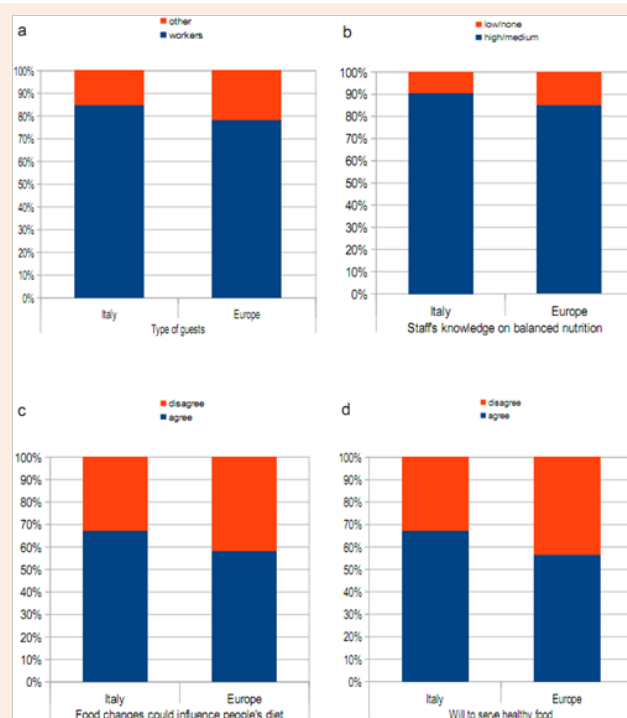 a
other
workers
100%
90%
80%
70%
60%
50%
40%
30%
20%
10%
0%
Italy Europe
Type of guests
b
low/none
high/medium
100%
90%
80%
70%
60%
50%
40%
30%
20%
10%
0%
Italy Europe
Staff's knowledge on balanced nutrition
c
disagree
agree
100%
90%
80%
70%
60%
50%
40%
30%
20%
10%
0%
Italy Europe
Food changes could influence people's diet
d
disagree
agree
100%
90%
80%
70%
60%
50%
40%
30%
20%
10%
0%
Italy Europe
Will to serve healthy food